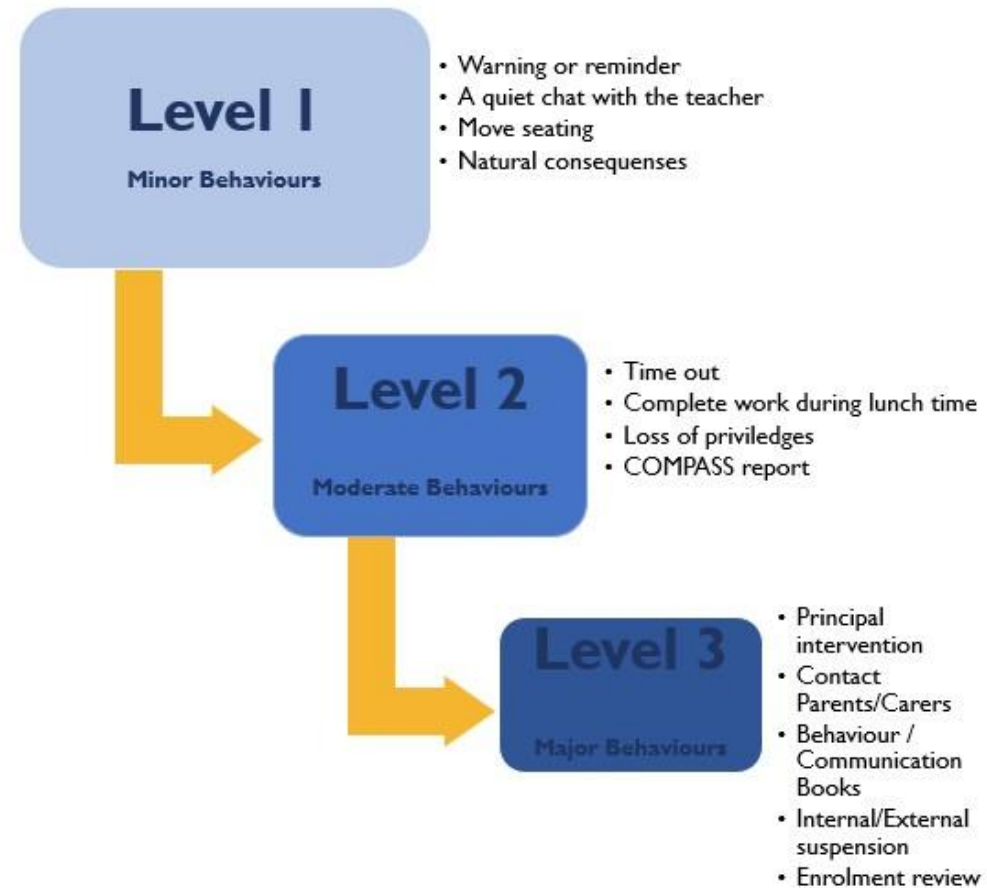 Level 1
Minor Behaviours
• Warning or reminder
• A quiet chat with the teacher
• Move seating
• Natural consequenses
Level 2
Moderate Behaviours
• Time out
• Complete work during lunch time
• Loss of priviledges
• COMPASS report
Level 3
Major Behaviours
• Principal
intervention
• Contact
Parents/Carers
• Behaviour /
Communication
Books
• Internal/External
suspension
• Enrolment review